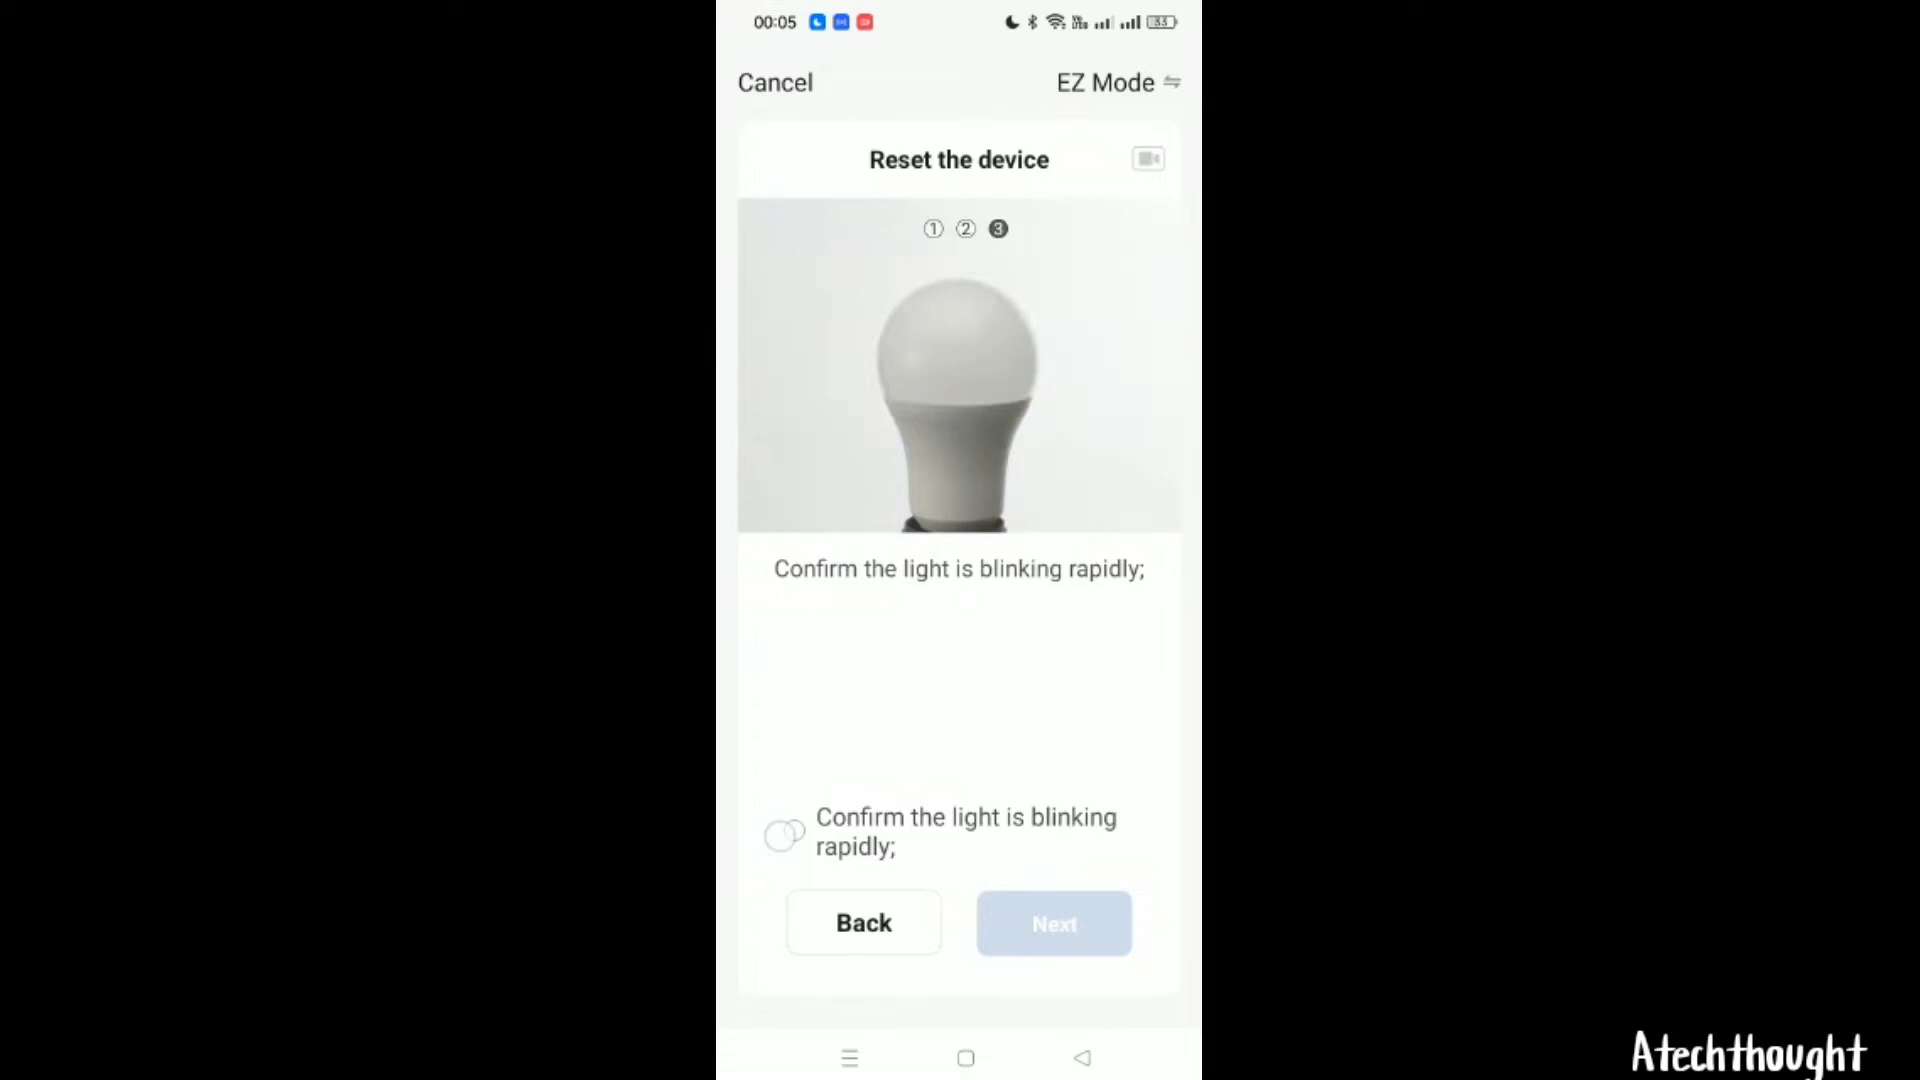 00:05
33
Cancel
EZ Mode
Reset the device
1 2 3
Confirm the light is blinking rapidly;
Confirm the light is blinking
rapidly;
Back
Next
Atechthought